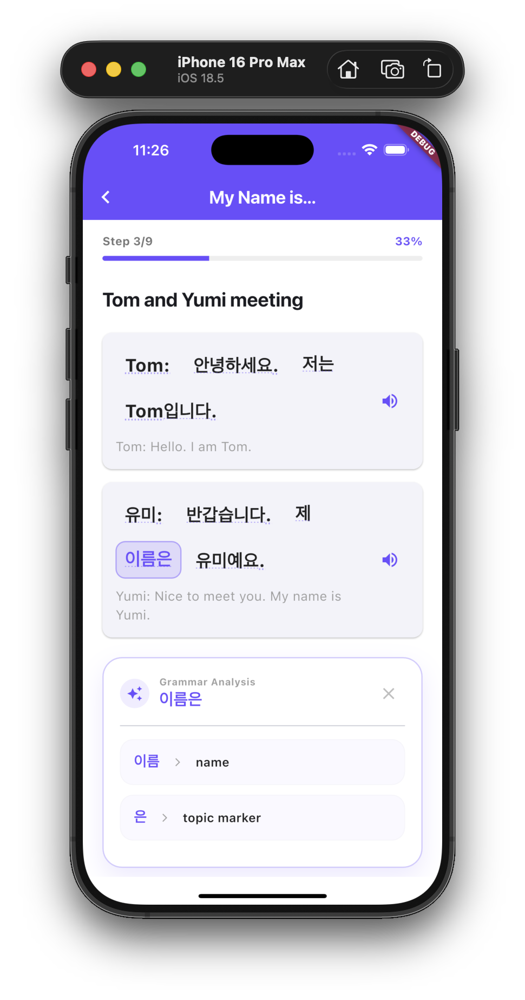 iPhone 16 Pro Max
iOS 18.5
11:26
DEBUG
My Name is...
Step 3/9 33%
Tom and Yumi meeting
Tom: 안녕하세요. 저는
Tom입니다.
Tom: Hello. I am Tom.
유미: 반갑습니다. 제
이름은 유미예요.
Yumi: Nice to meet you. My name is
Yumi.
Grammar Analysis
이름은
이름 > name
은 > topic marker